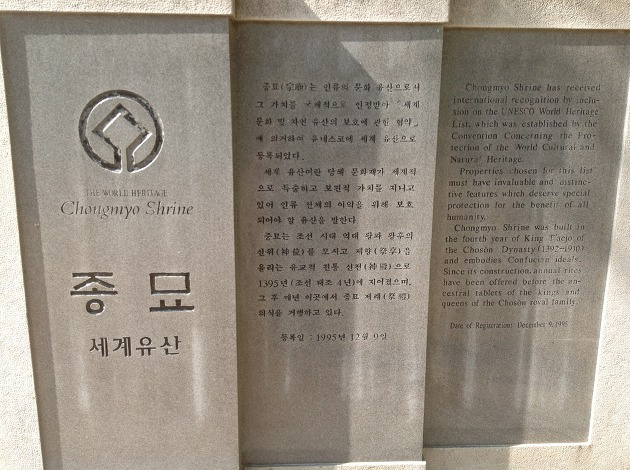 THE WORLD HERITAGE
Chongmyo Shrine
종묘
세계유산
종묘(宗廟)는 인류의 문화 유산으로서
그 가치를 국제적으로 인정받아 「세계
문화 및 자연 유산의 보호에 관한 협약」
에 의거하여 유네스코에 세계 유산으로
등록되었다.
세계 유산이란 당해 문화재가 세계적
으로 특출하고 보편적 가치를 지니고
있어 인류 전체의 이익을 위해 보호
되어야 할 유산을 말한다.
종묘는 조선 시대 역대 왕과 왕후의
신위(神位)를 모시고 제향(祭享)을
올리는 유교적 전통 신전(神殿)으로
1395년(조선 태조 4년)에 지어졌으며,
그 후 매년 이곳에서 종묘 제례(祭禮)
의식을 거행하고 있다.
등록일 : 1995년 12월 9일
Chongmyo Shrine has received
international recognition by inclu-
sion on the UNESCO World Heritage
List, which was established by the
Convention Concerning the Pro-
tection of the World Cultural and
Natural Heritage.
Properties chosen for this list
must have invaluable and distinc-
tive features which deserve special
protection for the benefit of all
humanity.
Chongmyo Shrine was built in
the fourth year of King T'aejo of
the Chosŏn Dynasty (1392-1910)
and embodies Confucian ideals.
Since its construction, annual rites
have been offered before the an-
cestral tablets of the kings and
queens of the Chosŏn royal family.
Date of Registration: December 9, 1995